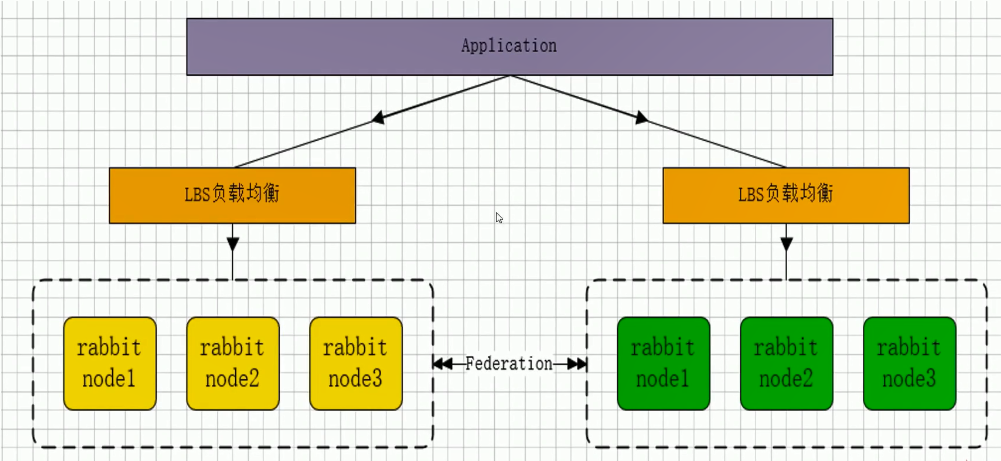 Application
LBS负载均衡
LBS负载均衡
rabbit
node1
rabbit
node2
rabbit
node3
Federation
rabbit
node1
rabbit
node2
rabbit
node3